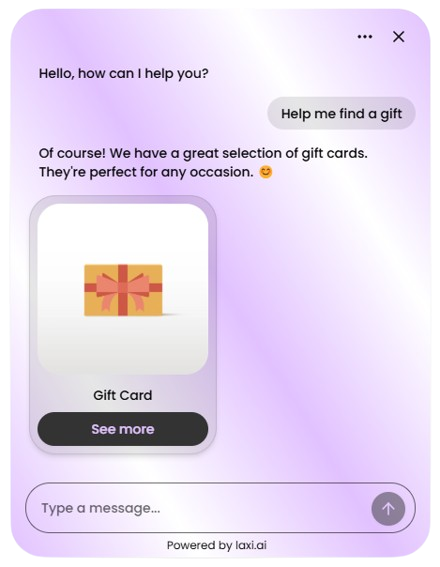 Hello, how can I help you?
Help me find a gift
Of course! We have a great selection of gift cards.
They're perfect for any occasion. 😊
Gift Card
See more
Type a message...
Powered by laxi.ai